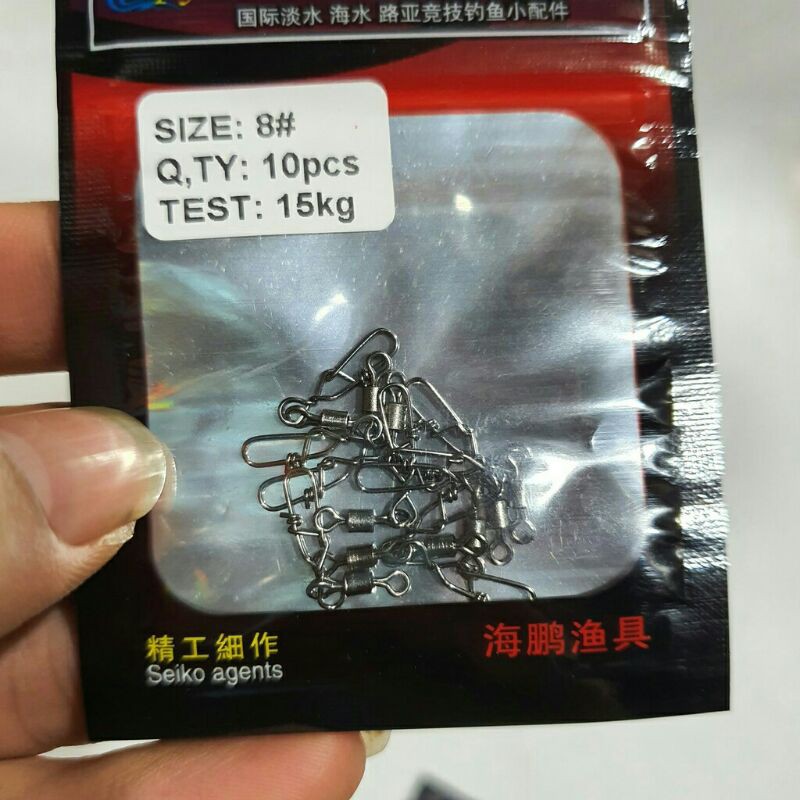 国际淡水 海水 路亚竞技钓鱼小配件
SIZE: 8#
Q,TY: 10pcs
TEST: 15kg
精工細作
Seiko agents
海鹏渔具